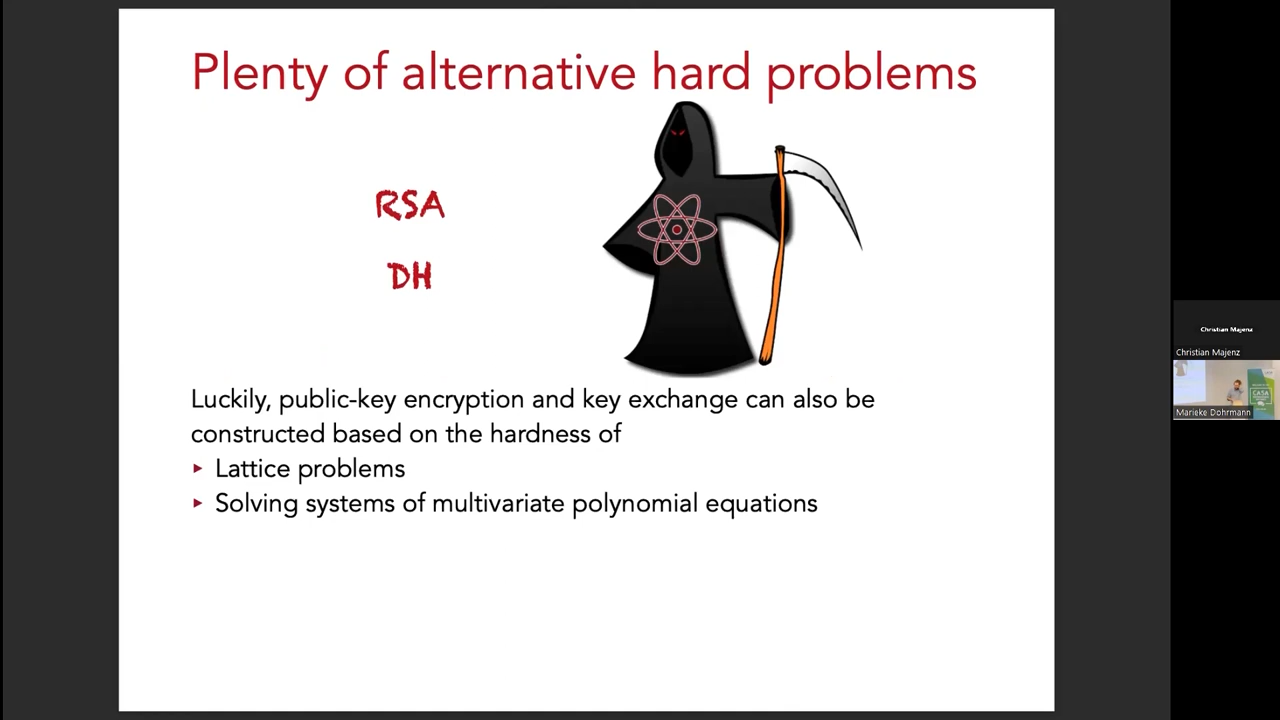 Plenty of alternative hard problems
RSA
DH
Luckily, public-key encryption and key exchange can also be
constructed based on the hardness of
▸ Lattice problems
▸ Solving systems of multivariate polynomial equations
Christian Majenz
Christian Majenz
CASA
Marieke Dohrmann